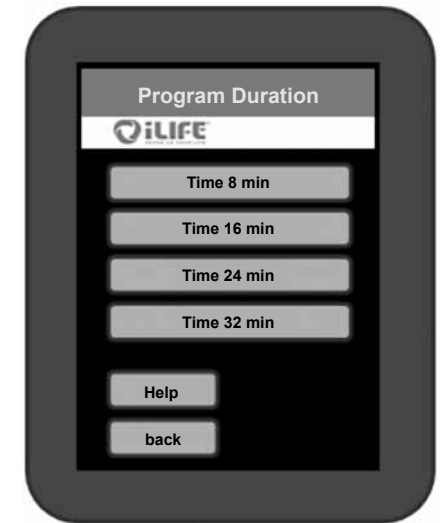 Program Duration
iLIFE
Time 8 min
Time 16 min
Time 24 min
Time 32 min
Help
back